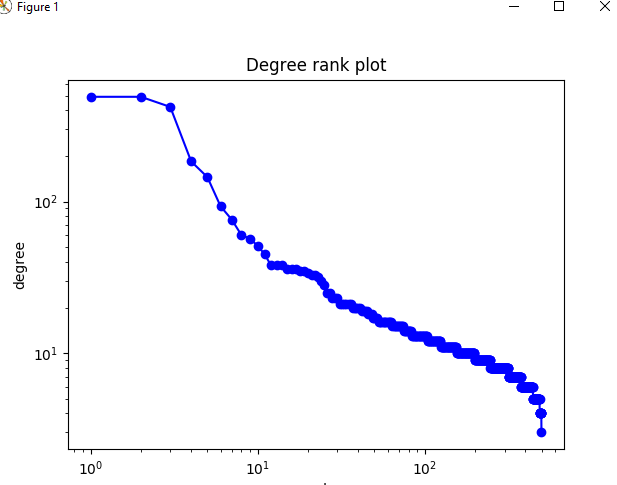 Figure 1
Degree rank plot
degree
10²
10¹
10⁰ 10¹ 10²